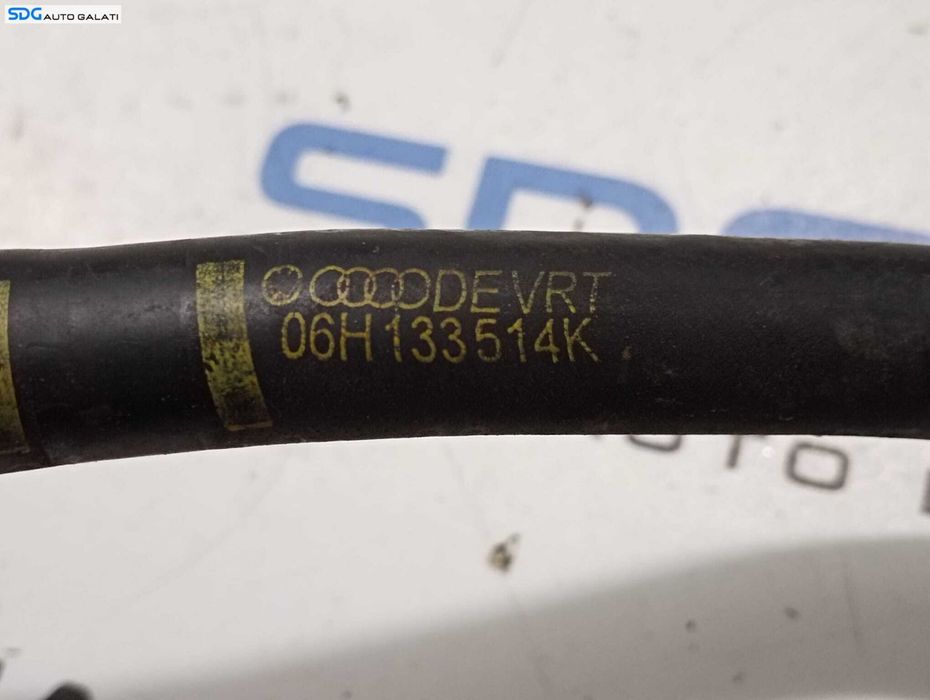 SDG AUTO GALATI
DEVRT
06H133514K